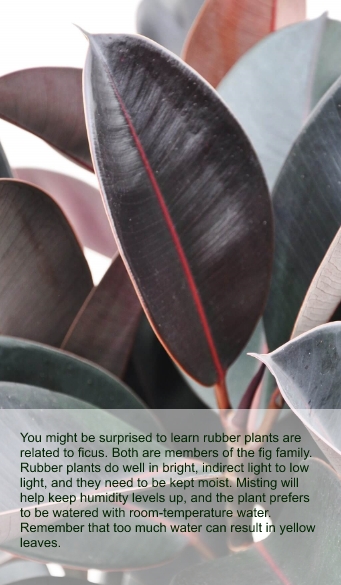 You might be surprised to learn rubber plants are
related to ficus. Both are members of the fig family.
Rubber plants do well in bright, indirect light to low
light, and they need to be kept moist. Misting will
help keep humidity levels up, and the plant prefers
to be watered with room-temperature water.
Remember that too much water can result in yellow
leaves.